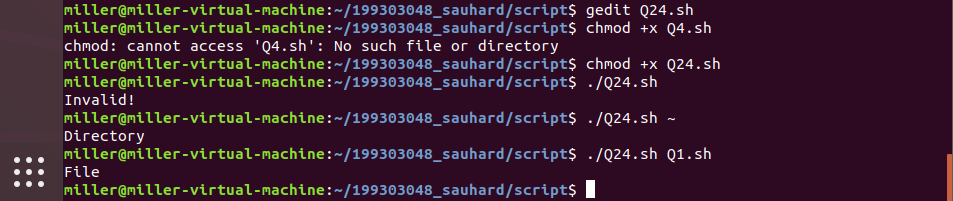 miller@miller-virtual-machine:~/199303048_sauhard/script$ gedit Q24.sh
miller@miller-virtual-machine:~/199303048_sauhard/script$ chmod +x Q4.sh
chmod: cannot access 'Q4.sh': No such file or directory
miller@miller-virtual-machine:~/199303048_sauhard/script$ chmod +x Q24.sh
miller@miller-virtual-machine:~/199303048_sauhard/script$ ./Q24.sh
Invalid!
miller@miller-virtual-machine:~/199303048_sauhard/script$ ./Q24.sh ~
Directory
miller@miller-virtual-machine:~/199303048_sauhard/script$ ./Q24.sh Q1.sh
File
miller@miller-virtual-machine:~/199303048_sauhard/script$